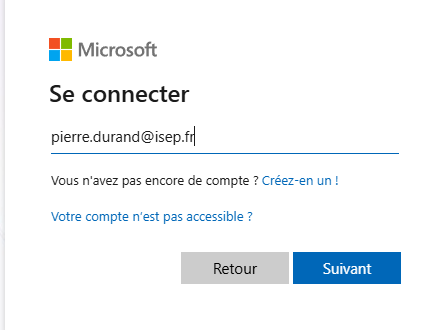 Microsoft
Se connecter
pierre.durand@isep.fr
Vous n'avez pas encore de compte ? Créez-en un !
Votre compte n'est pas accessible ?
Retour
Suivant